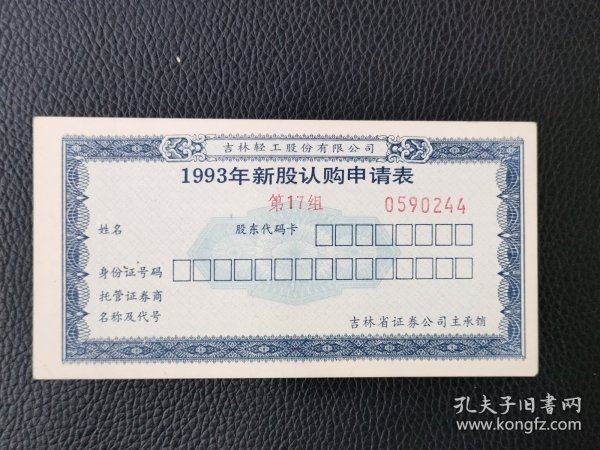 吉林轻工股份有限公司
1993年新股认购申请表
第17组 0590244
姓名 股东代码卡
身份证号码
托管证券商
名称及代号 吉林省证券公司主承销
孔夫子旧书网
www.kongfz.com